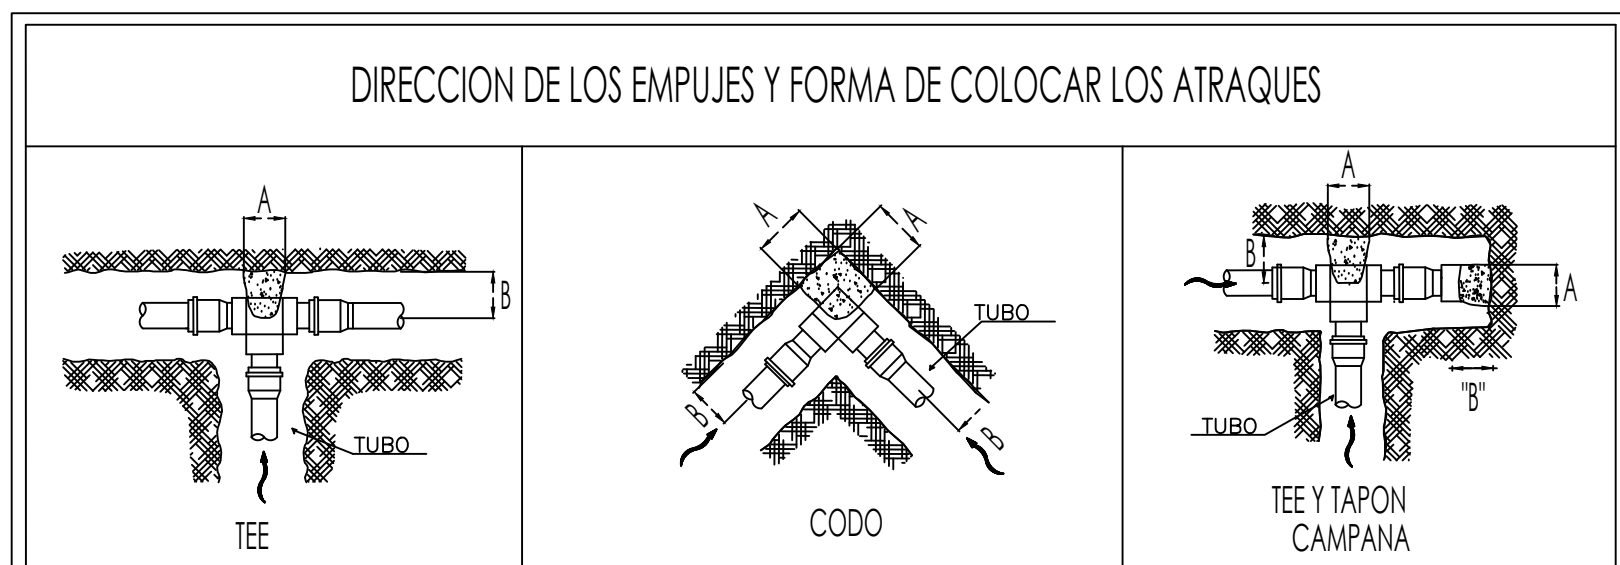 DIRECCION DE LOS EMPUJES Y FORMA DE COLOCAR LOS ATRAQUES
A
B
TUBO
TEE
A
A
TUBO
B
B
CODO
A
B
A
"B"
TUBO
TEE Y TAPON
CAMPANA